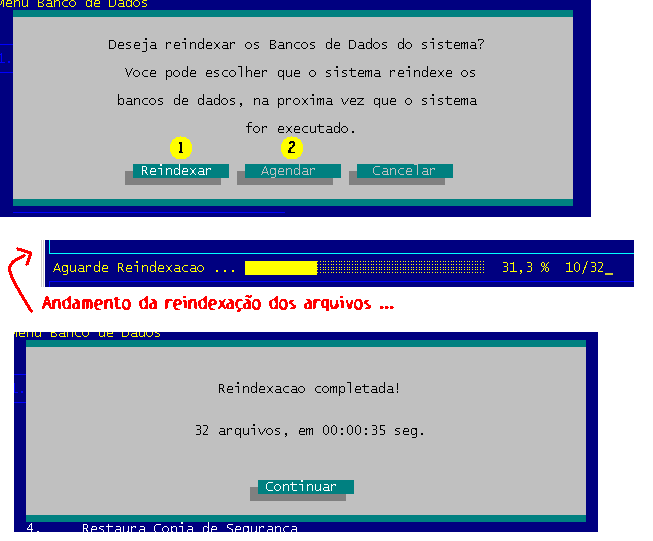 Menu Banco de Dados
Deseja reindexar os Bancos de Dados do sistema?
Voce pode escolher que o sistema reindexe os
bancos de dados, na proxima vez que o sistema
for executado.
1 2
Reindexar Agendar Cancelar
Aguarde Reindexacao ... 31,3 % 10/32_
Andamento da reindexação dos arquivos ...
Menu Banco de Dados
Reindexacao completada!
32 arquivos, em 00:00:35 seg.
Continuar
4. Restaura Copia de Seguranca